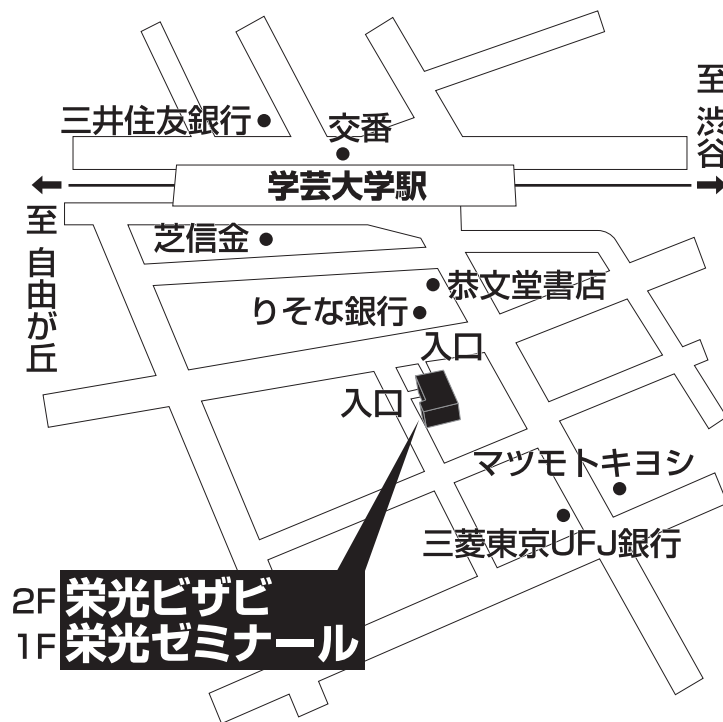 至渋谷
三井住友銀行
交番
学芸大学駅
至自由が丘
芝信金
恭文堂書店
りそな銀行
入口
入口
マツモトキヨシ
三菱東京UFJ銀行
2F 栄光ビザビ
1F 栄光ゼミナール